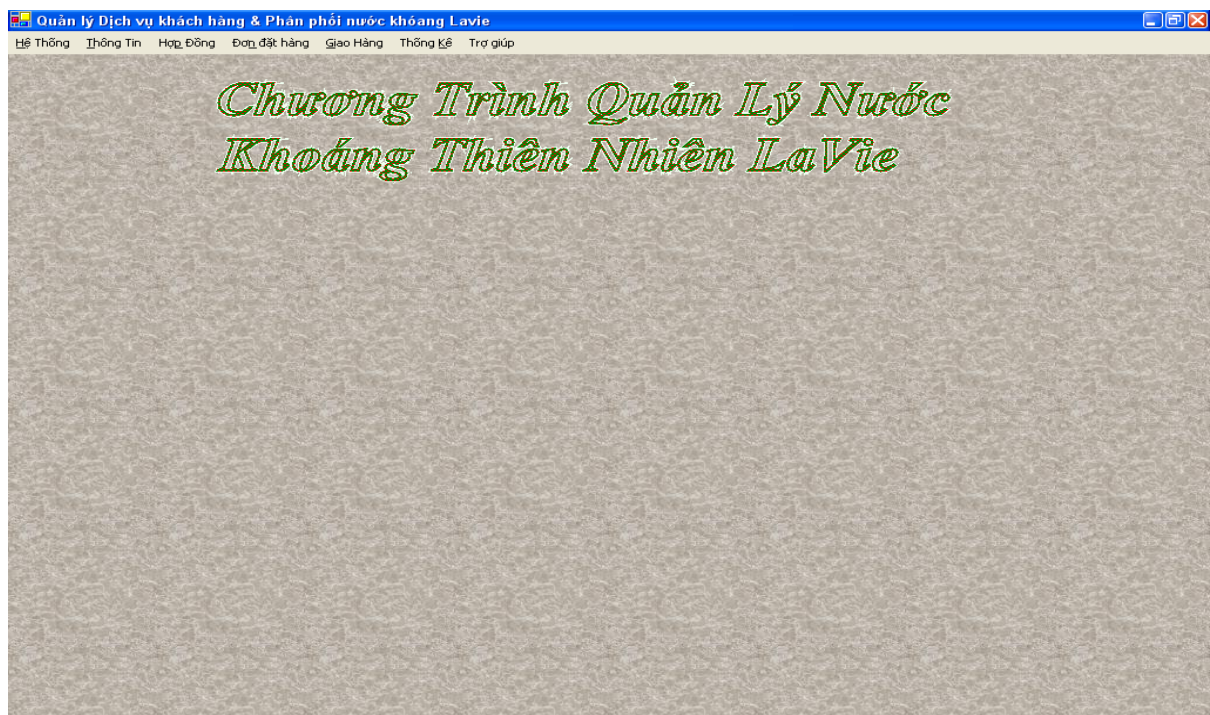 Quản lý Dịch vụ khách hàng & Phân phối nước khóang Lavie
Hệ Thống Thông Tin Hợp Đồng Đơn đặt hàng Giao Hàng Thống Kê Trợ giúp
Chương Trình Quản Lý Nước
Khoáng Thiên Nhiên LaVie